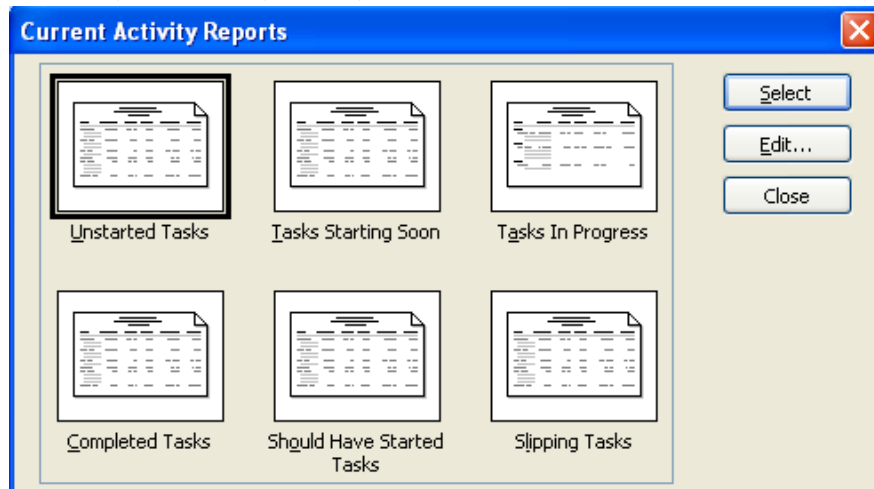 Current Activity Reports
Select
Edit...
Close
Unstarted Tasks
Tasks Starting Soon
Tasks In Progress
Completed Tasks
Should Have Started
Tasks
Slipping Tasks